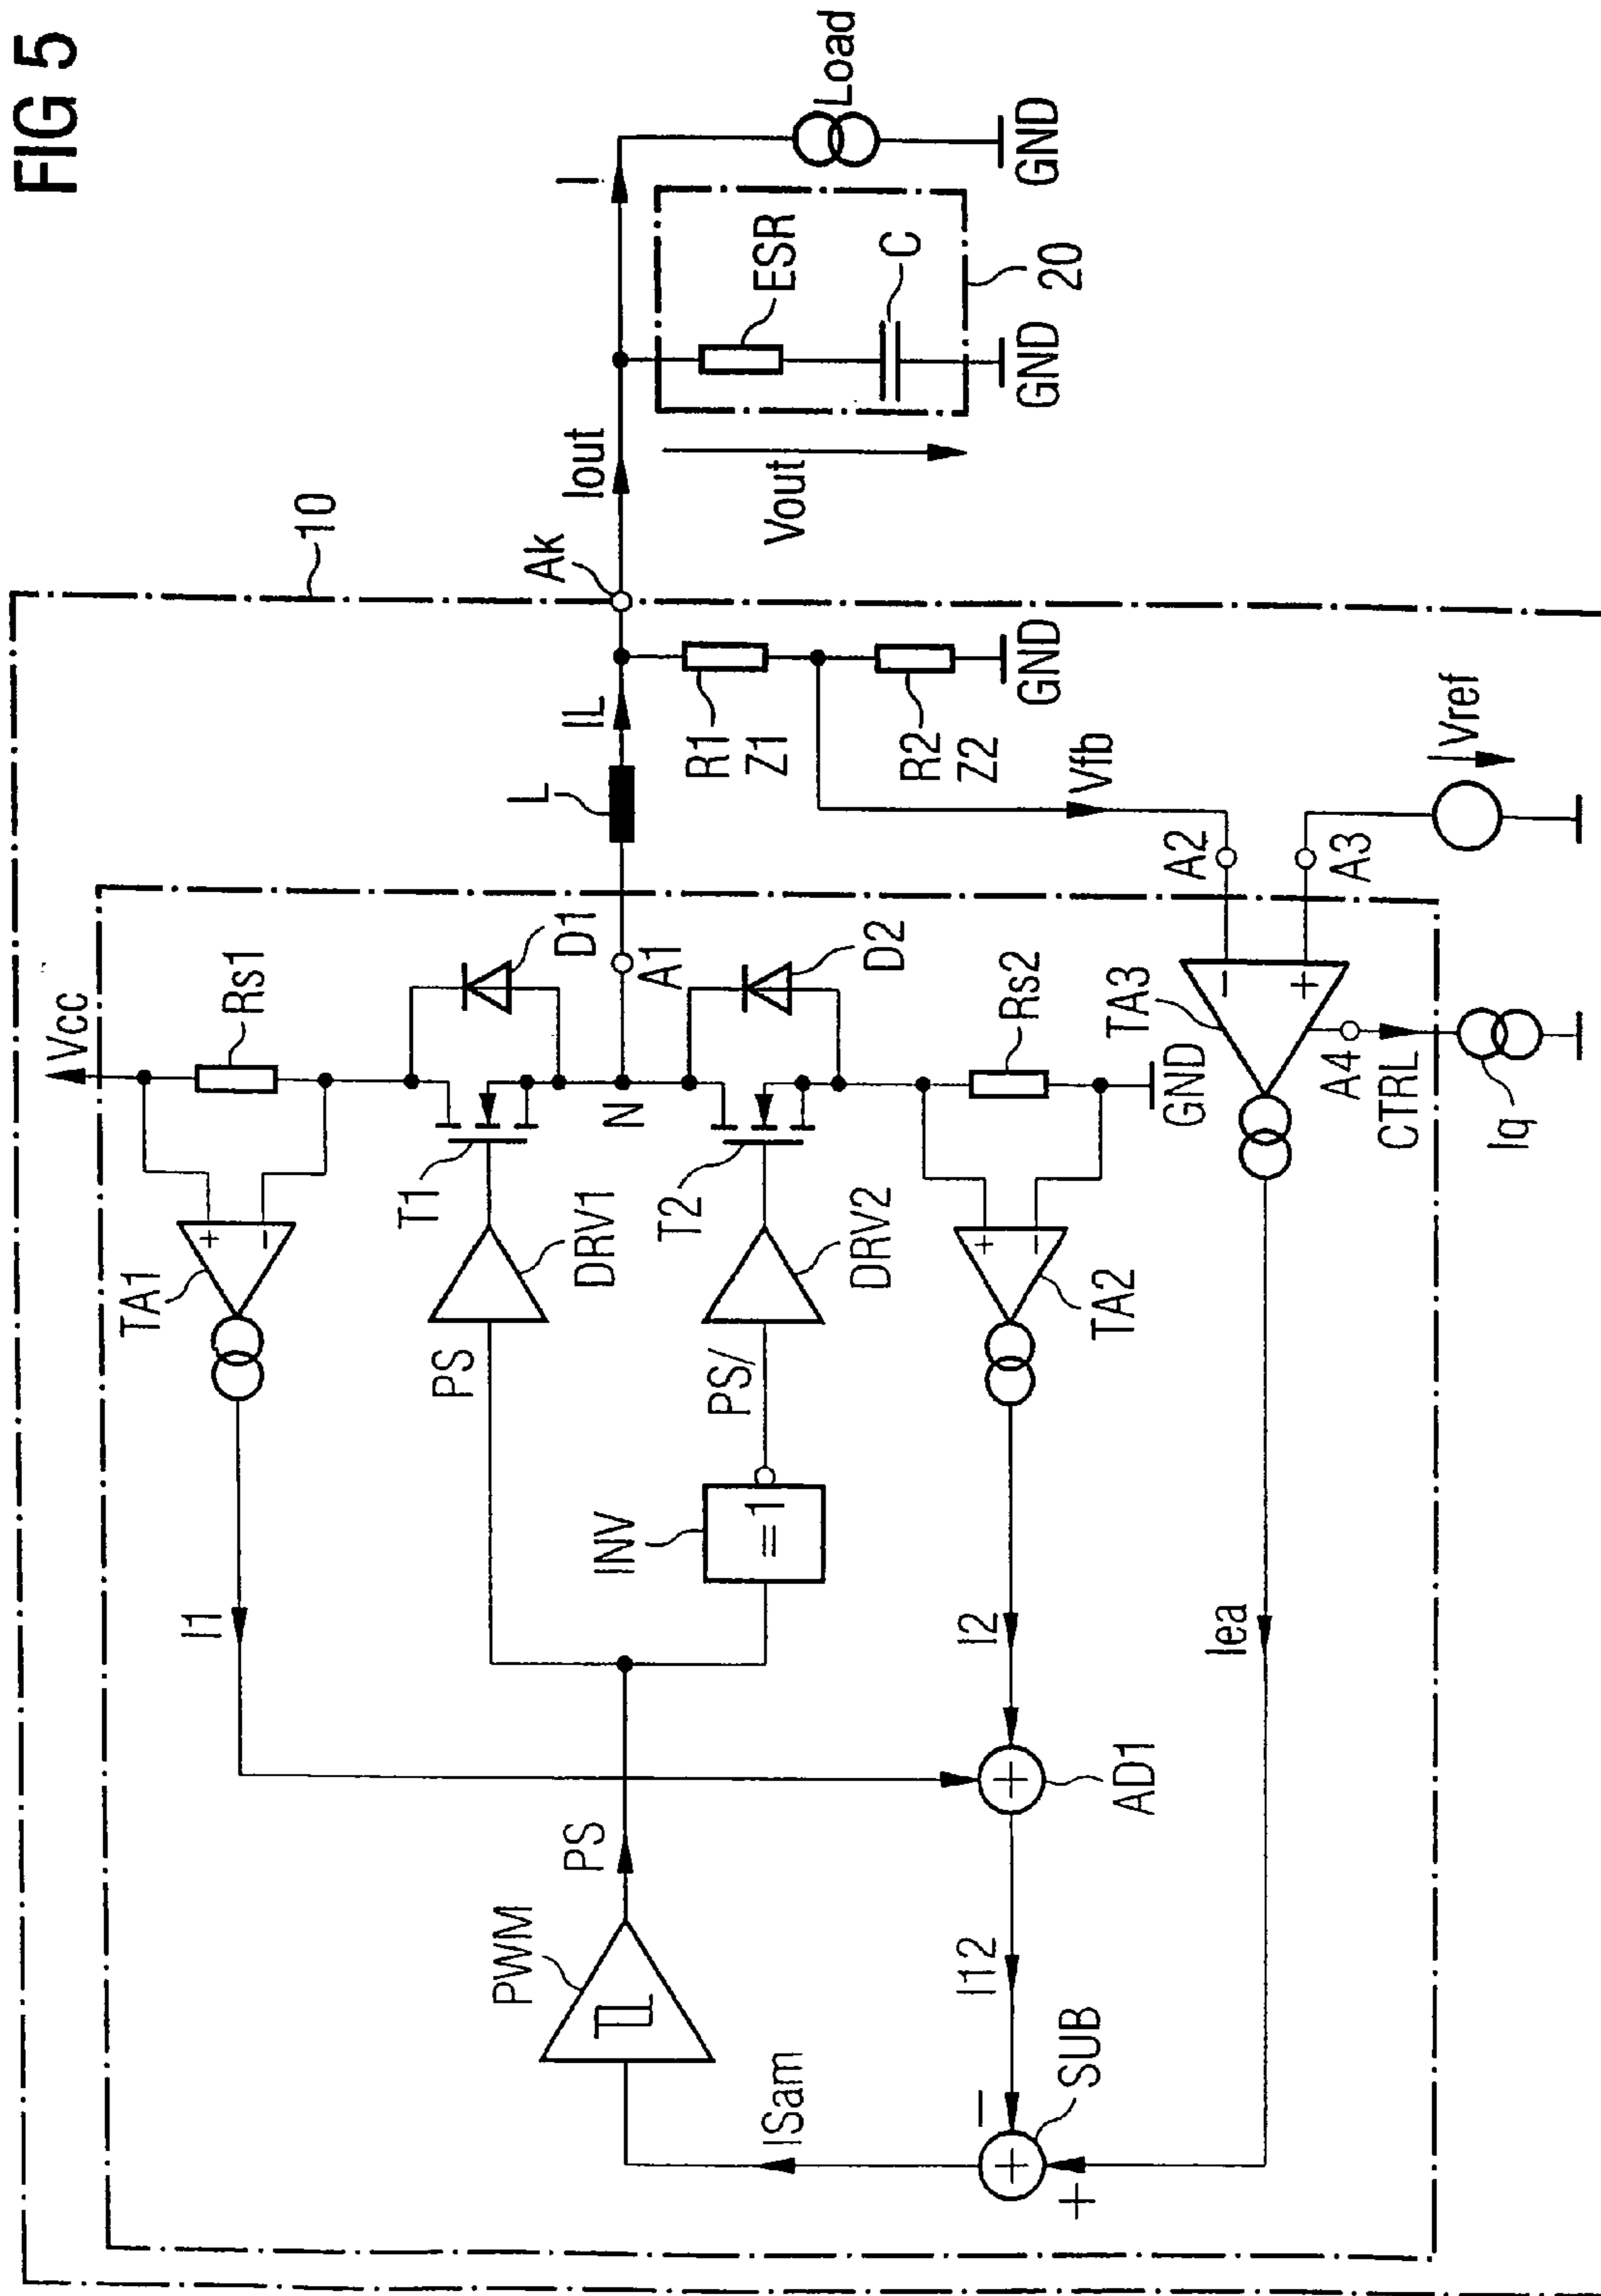 FIG 5
10
Vcc
Rs1
TA1
+
-
I1
T1
D1
DRV1
PS
N
A1
L
IL
Ak
Iout
I
Load
GND
ESR
C
20
GND
Vout
R1
Z1
R2
Z2
GND
Vfb
PWM
PS
INV
=1
PS/
DRV2
T2
D2
Rs2
GND
TA2
+
-
I2
AD1
+
I12
ISam
SUB
-
+
+
Iea
TA3
-
+
A2
A3
A4
CTRL
Iq
Vref